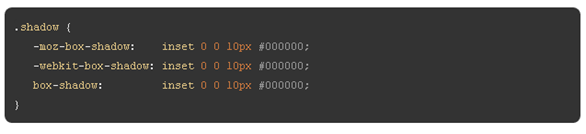 .shadow {
-moz-box-shadow: inset 0 0 10px #000000;
-webkit-box-shadow: inset 0 0 10px #000000;
box-shadow: inset 0 0 10px #000000;
}